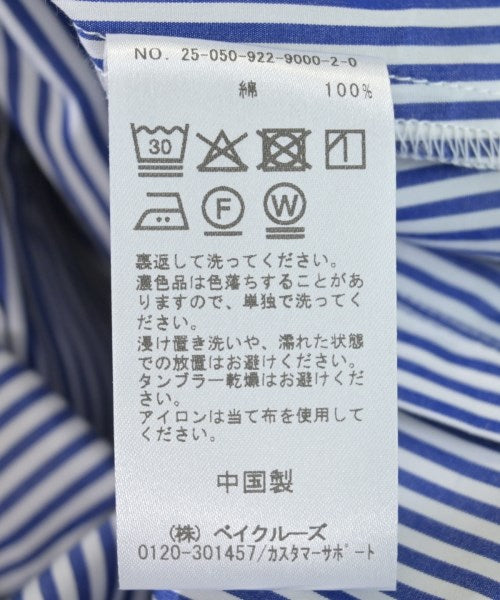 NO. 25-050-922-9000-2-0
綿 100%
30
F W
裏返して洗ってください。
濃色品は色落ちすることがあ
りますので、単独で洗ってく
ださい。
浸け置き洗いや、濡れた状態
での放置はお避けください。
タンブラー乾燥はお避けくだ
さい。
アイロンは当て布を使用して
ください。
中国製
(株) ベイクルーズ
0120-301457/カスタマーサポート